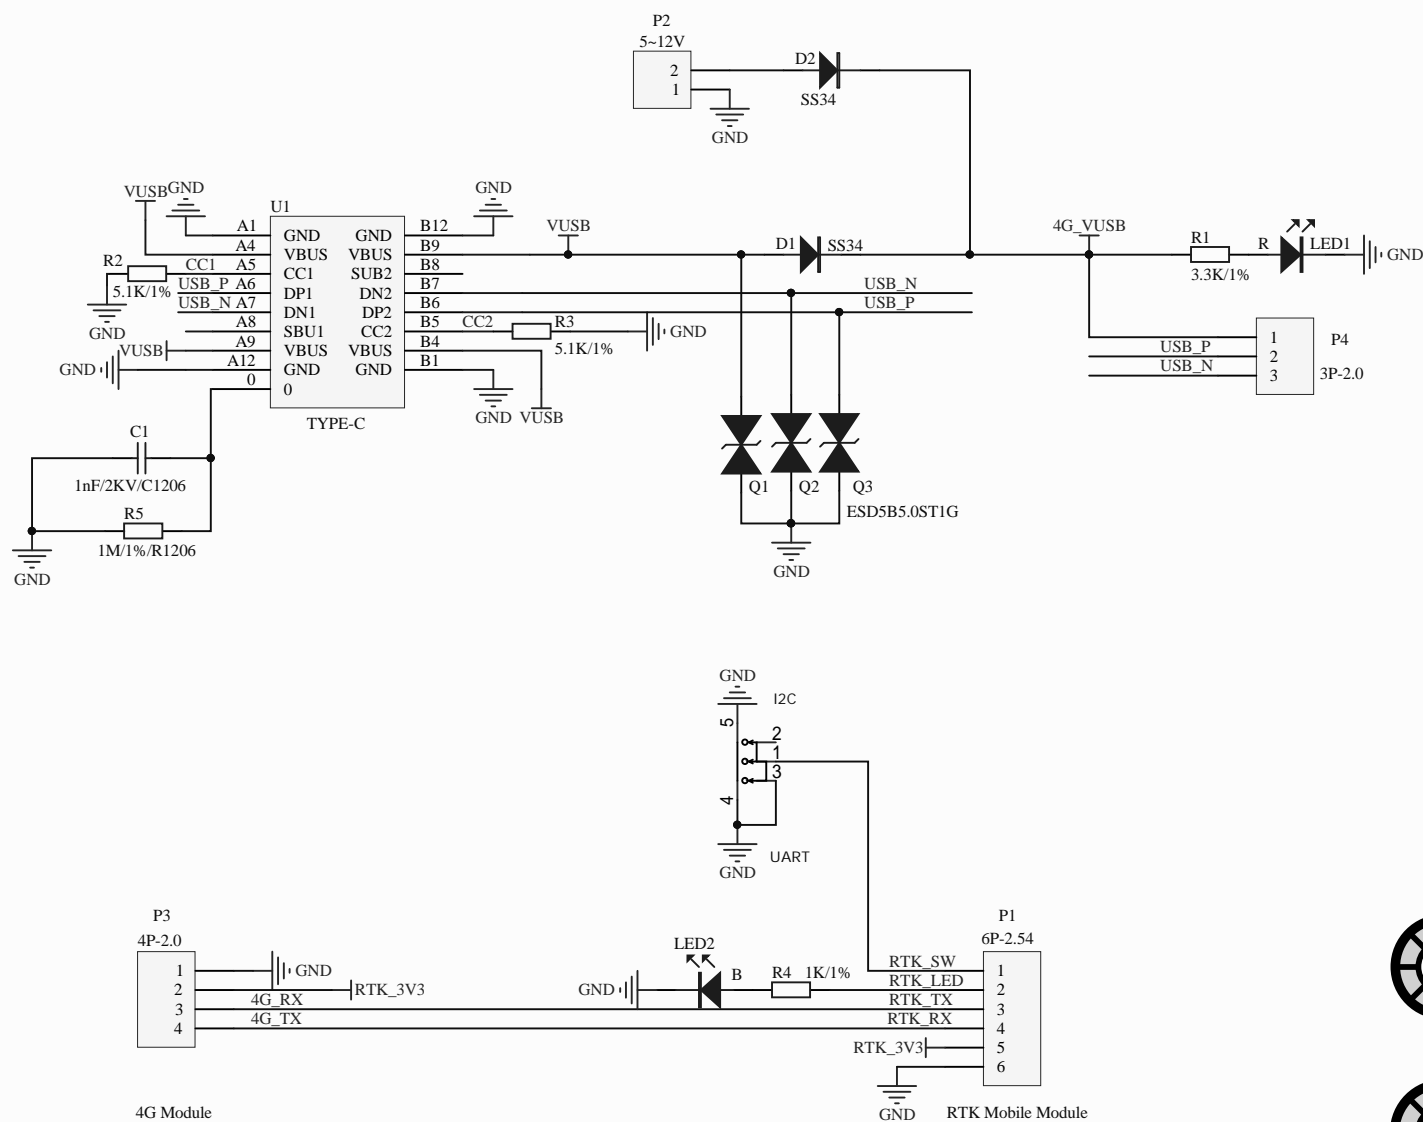 P2
5~12V
2
1
GND
D2
SS34
VUSB
GND
U1
GND
A1 GND GND B12
A4 VBUS VBUS B9
A5 CC1 SUB2 B8
A6 DP1 DN2 B7
A7 DN1 DP2 B6
A8 SBU1 CC2 B5
A9 VBUS VBUS B4
A12 GND GND B1
0 0
TYPE-C
R2
5.1K/1%
CC1
USB_P
USB_N
GND
VUSB
GND
CC2
R3
5.1K/1%
GND
GND
VUSB
VUSB
D1
SS34
USB_N
USB_P
4G_VUSB
R1
3.3K/1%
R
LED1
GND
1
2
3
USB_P
USB_N
P4
3P-2.0
C1
1nF/2KV/C1206
R5
1M/1%/R1206
GND
Q1
Q2
Q3
ESD5B5.0ST1G
GND
GND
I2C
5
2
1
3
4
UART
GND
P3
4P-2.0
1
2
3
4
GND
RTK_3V3
4G_RX
4G_TX
LED2
GND
B
R4
1K/1%
P1
6P-2.54
RTK_SW
RTK_LED
RTK_TX
RTK_RX
RTK_3V3
1
2
3
4
5
6
GND
4G Module
RTK Mobile Module